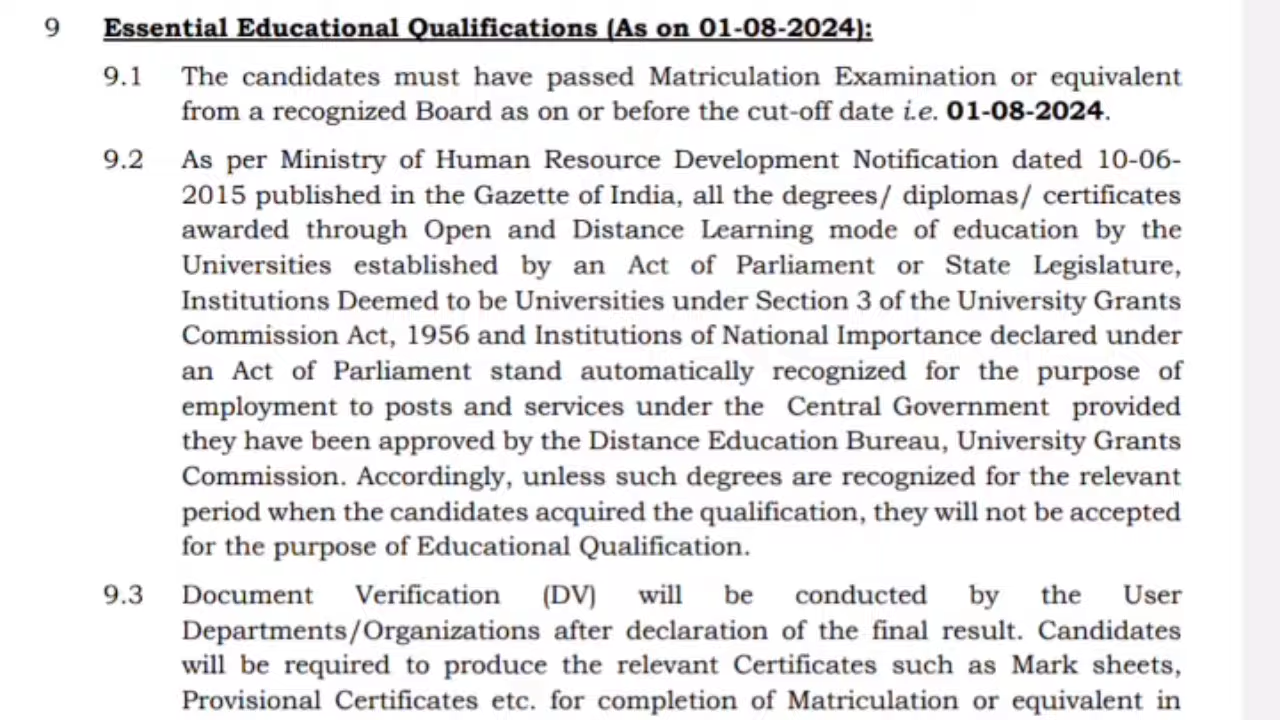 9 Essential Educational Qualifications (As on 01-08-2024):
9.1 The candidates must have passed Matriculation Examination or equivalent
from a recognized Board as on or before the cut-off date i.e. 01-08-2024.
9.2 As per Ministry of Human Resource Development Notification dated 10-06-
2015 published in the Gazette of India, all the degrees/ diplomas/ certificates
awarded through Open and Distance Learning mode of education by the
Universities established by an Act of Parliament or State Legislature,
Institutions Deemed to be Universities under Section 3 of the University Grants
Commission Act, 1956 and Institutions of National Importance declared under
an Act of Parliament stand automatically recognized for the purpose of
employment to posts and services under the Central Government provided
they have been approved by the Distance Education Bureau, University Grants
Commission. Accordingly, unless such degrees are recognized for the relevant
period when the candidates acquired the qualification, they will not be accepted
for the purpose of Educational Qualification.
9.3 Document Verification (DV) will be conducted by the User
Departments/Organizations after declaration of the final result. Candidates
will be required to produce the relevant Certificates such as Mark sheets,
Provisional Certificates etc. for completion of Matriculation or equivalent in